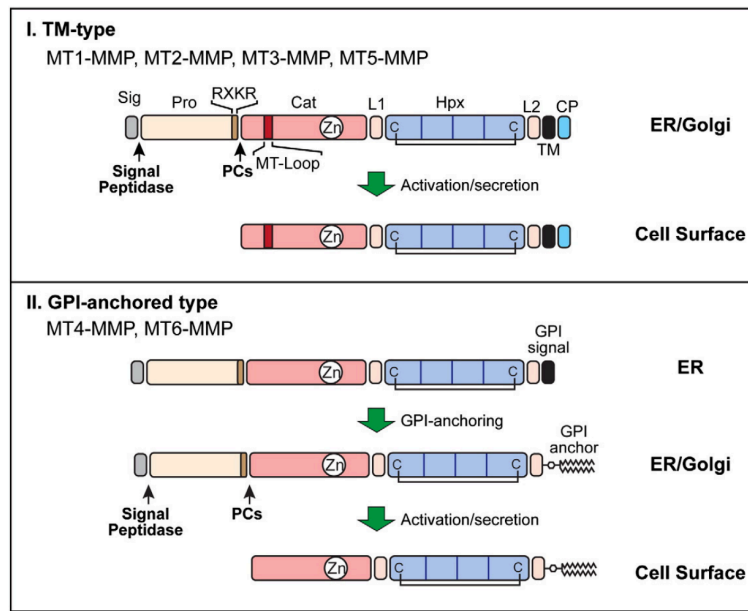 I. TM-type
MT1-MMP, MT2-MMP, MT3-MMP, MT5-MMP
Sig Pro RXKR Cat L1 Hpx L2 CP
Zn C C ER/Golgi
TM
Signal Peptidase PCs MT-Loop
Activation/secretion
Zn C C Cell Surface
II. GPI-anchored type
MT4-MMP, MT6-MMP
GPI signal
Zn C C ER
GPI-anchoring
GPI anchor
Zn C C ER/Golgi
Signal Peptidase PCs
Activation/secretion
Zn C C Cell Surface